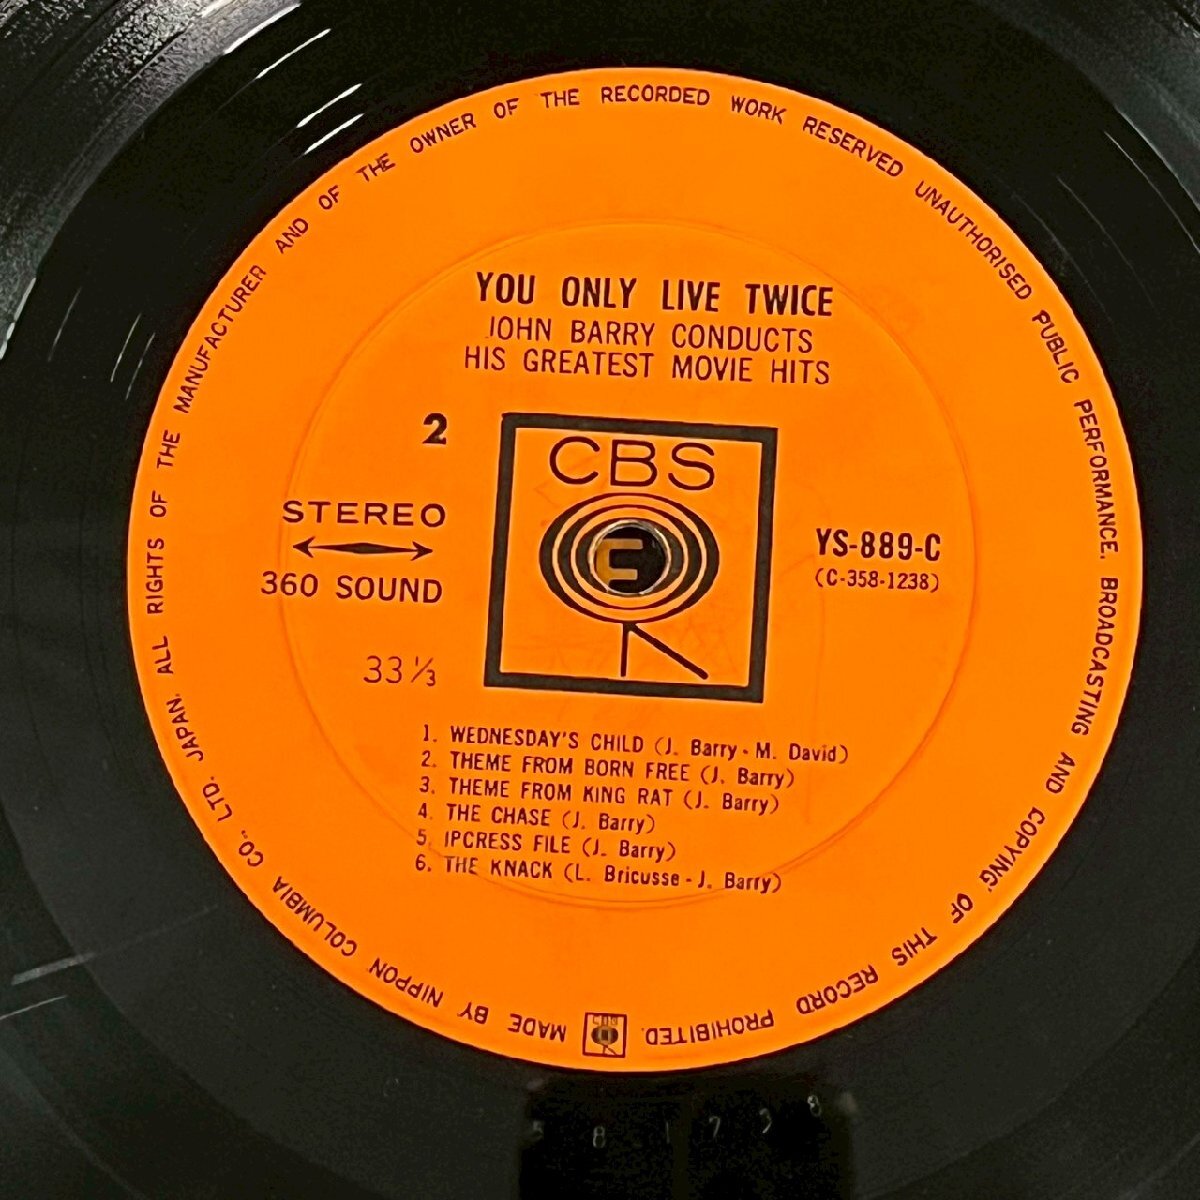 ALL RIGHTS OF THE MANUFACTURER AND OF THE OWNER OF THE RECORDED WORK RESERVED UNAUTHORISED PUBLIC PERFORMANCE, BROADCASTING AND COPYING OF THIS RECORD PROHIBITED.
YOU ONLY LIVE TWICE
JOHN BARRY CONDUCTS
HIS GREATEST MOVIE HITS
2
CBS
STEREO
360 SOUND
YS-889-C
(C-358-1238)
33 ⅓
1. WEDNESDAY'S CHILD (J. Barry - M. David)
2. THEME FROM BORN FREE (J. Barry)
3. THEME FROM KING RAT (J. Barry)
4. THE CHASE (J. Barry)
5. IPCRESS FILE (J. Barry)
6. THE KNACK (L. Bricusse - J. Barry)
MADE BY NIPPON COLUMBIA CO., LTD. JAPAN.
CBS